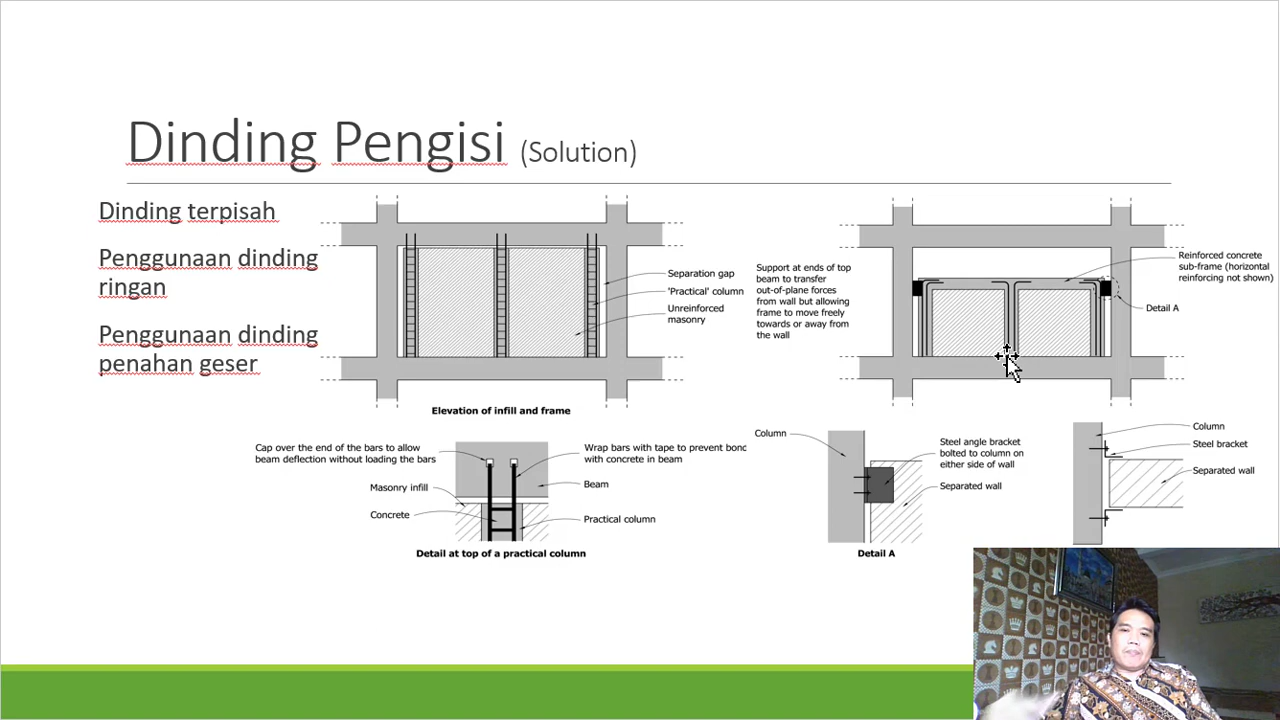 Dinding Pengisi (Solution)
Dinding terpisah
Penggunaan dinding
ringan
Penggunaan dinding
penahan geser
Separation gap
'Practical' column
Unreinforced
masonry
Elevation of infill and frame
Cap over the end of the bars to allow
beam deflection without loading the bars
Wrap bars with tape to prevent bond
with concrete in beam
Masonry infill
Beam
Concrete
Practical column
Detail at top of a practical column
Support at ends of top
beam to transfer
out-of-plane forces
from wall but allowing
frame to move freely
towards or away from
the wall
Reinforced concrete
sub-frame (horizontal
reinforcing not shown)
Detail A
Column
Steel angle bracket
bolted to column on
either side of wall
Separated wall
Detail A
Column
Steel bracket
Separated wall